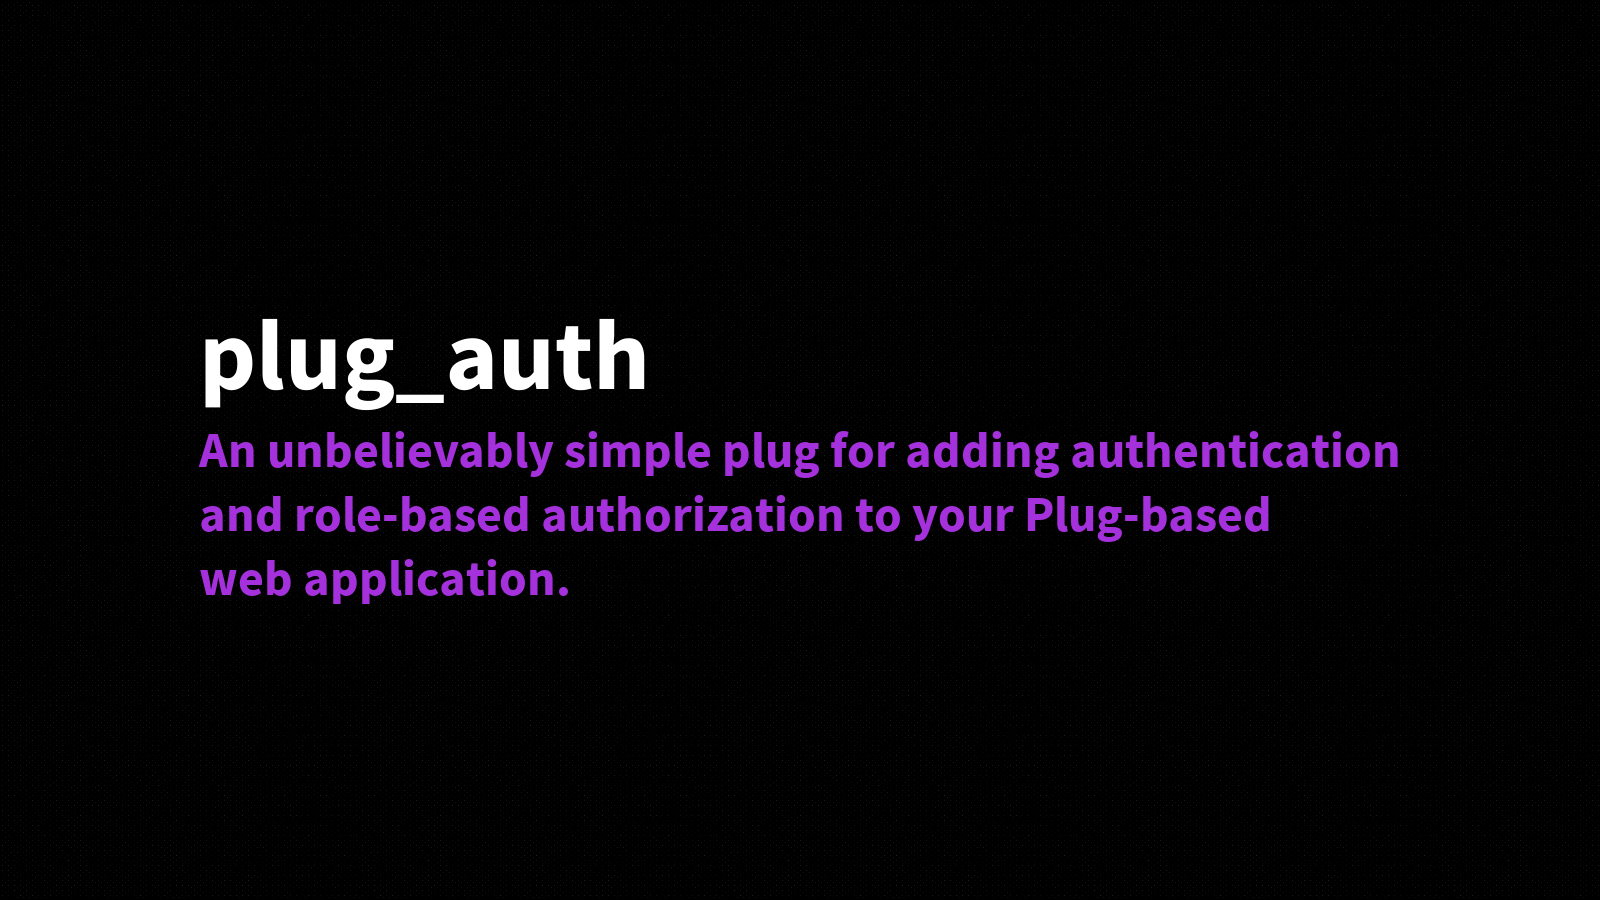 plug_auth
An unbelievably simple plug for adding authentication
and role-based authorization to your Plug-based
web application.